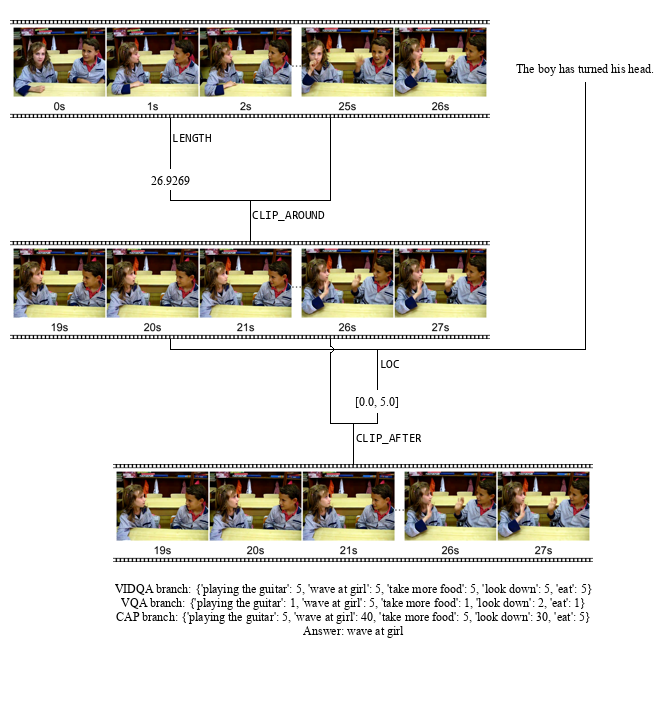 The boy has turned his head.
0s 1s 2s ... 25s 26s
LENGTH
26.9269
CLIP_AROUND
19s 20s 21s ... 26s 27s
LOC
[0.0, 5.0]
CLIP_AFTER
19s 20s 21s ... 26s 27s
VIDQA branch: {'playing the guitar': 5, 'wave at girl': 5, 'take more food': 5, 'look down': 5, 'eat': 5}
VQA branch: {'playing the guitar': 1, 'wave at girl': 5, 'take more food': 1, 'look down': 2, 'eat': 1}
CAP branch: {'playing the guitar': 5, 'wave at girl': 40, 'take more food': 5, 'look down': 30, 'eat': 5}
Answer: wave at girl